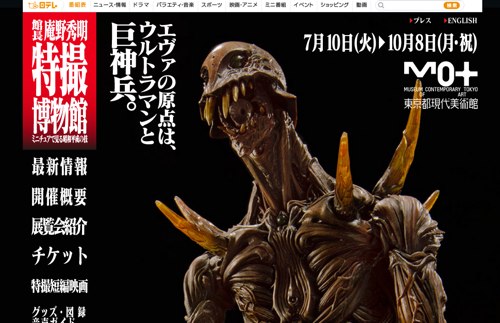 日テレ
番組表 ニュース・情報 ドラマ バラエティ・音楽 スポーツ 映画・アニメ ミニ番組 イベント ショッピング 動画
館長 庵野秀明
特撮
博物館
ミニチュアで見る昭和平成の技
エヴァの原点は、
ウルトラマンと
巨神兵。
プレス ENGLISH
7月10日(火)▶10月8日(月・祝)
MO+
MUSEUM OF CONTEMPORARY ART TOKYO
東京都現代美術館
最新情報
開催概要
展覧会紹介
チケット
特撮短編映画
グッズ・図録
音声ガイド